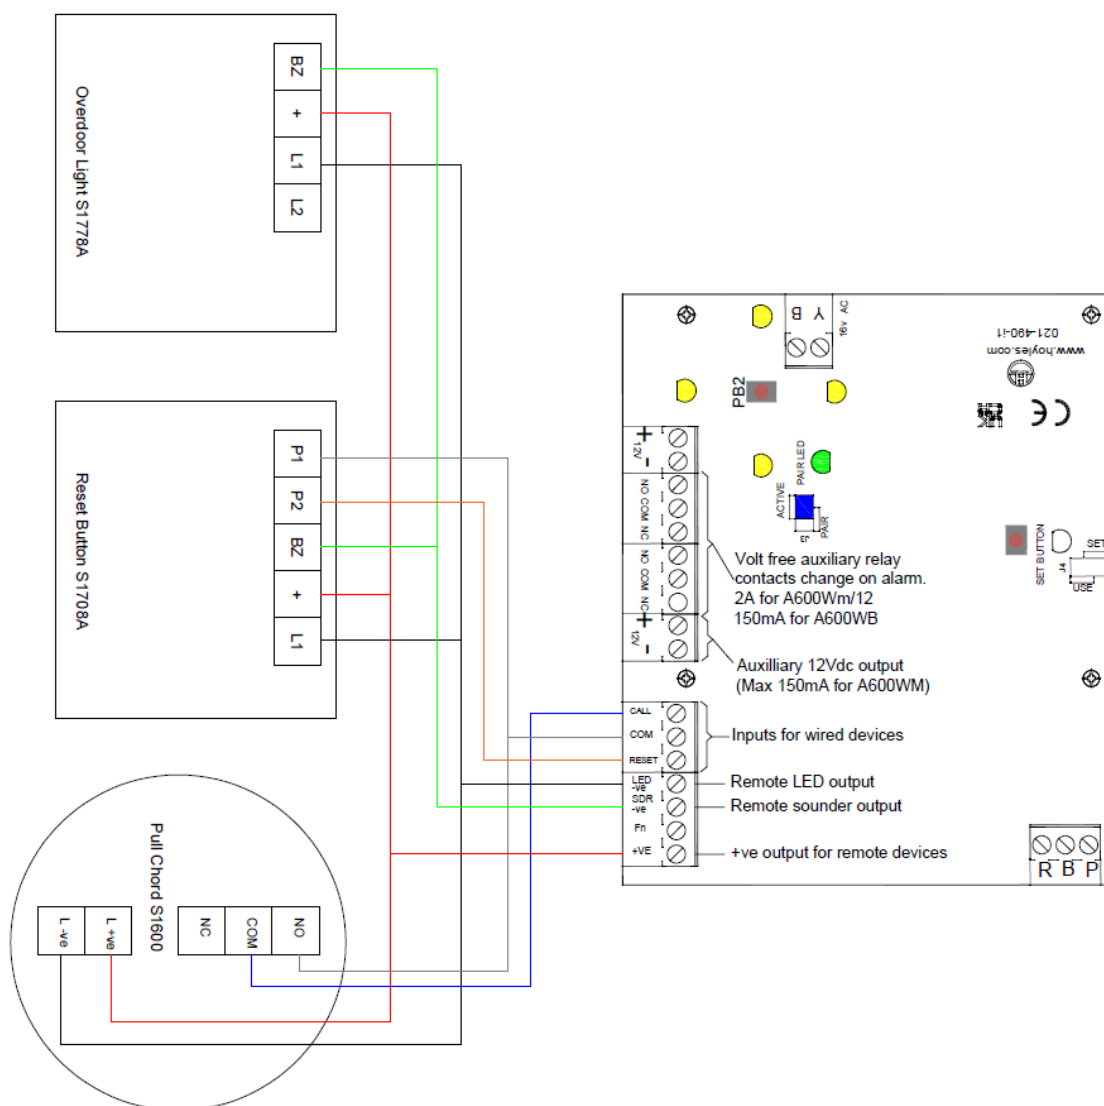 BZ
+
L1
L2
Overdoor Light S1778A
P1
P2
BZ
+
L1
Reset Button S1708A
Pull Chord S1600
L -ve
L +ve
NC
COM
NO
B Y
16v AC
021-490-i1
www.hoyles.com
PB2
PAIR LED
ACTIVE
PAIR
J3
CE
SET BUTTON
SET
J4
USE
+
12V
-
NO COM NC
NO COM NC
+
12V
-
Volt free auxiliary relay
contacts change on alarm.
2A for A600Wm/12
150mA for A600WB
Auxilliary 12Vdc output
(Max 150mA for A600WM)
CALL
COM
RESET
Inputs for wired devices
LED
-ve
Remote LED output
SDR
-ve
Remote sounder output
Fn
+VE
+ve output for remote devices
R B P